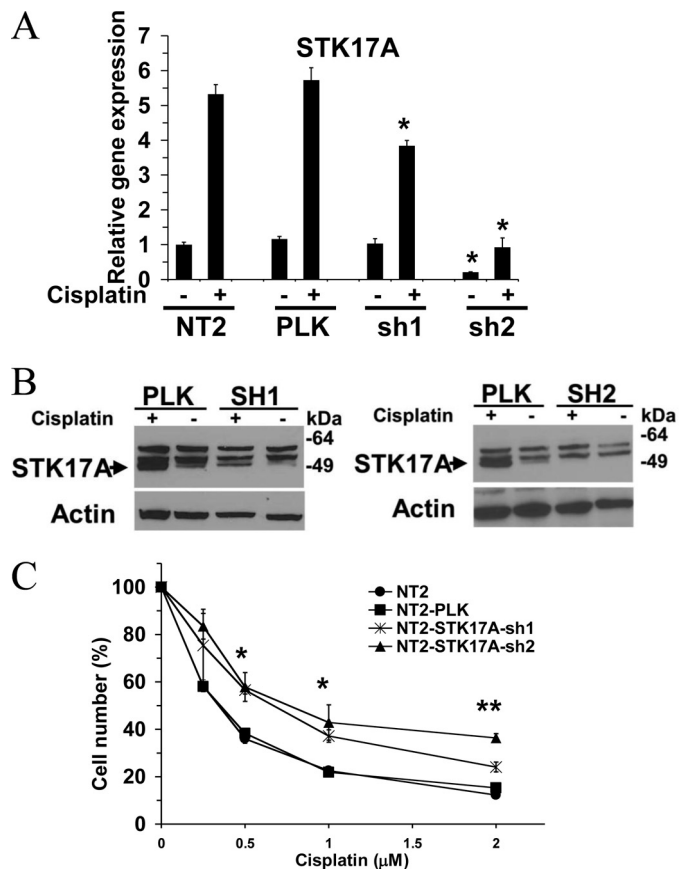 A
STK17A
Relative gene expression
7
6
5
4
3
2
1
0
*
*
*
Cisplatin - + - + - + - +
NT2 PLK sh1 sh2
B
PLK SH1
Cisplatin + - + - kDa
-64
STK17A
-49
Actin
PLK SH2
Cisplatin + - + - kDa
-64
STK17A
-49
Actin
C
Cell number (%)
100
80
60
40
20
0
NT2
NT2-PLK
NT2-STK17A-sh1
NT2-STK17A-sh2
*
*
**
0 0.5 1 1.5 2
Cisplatin (µM)